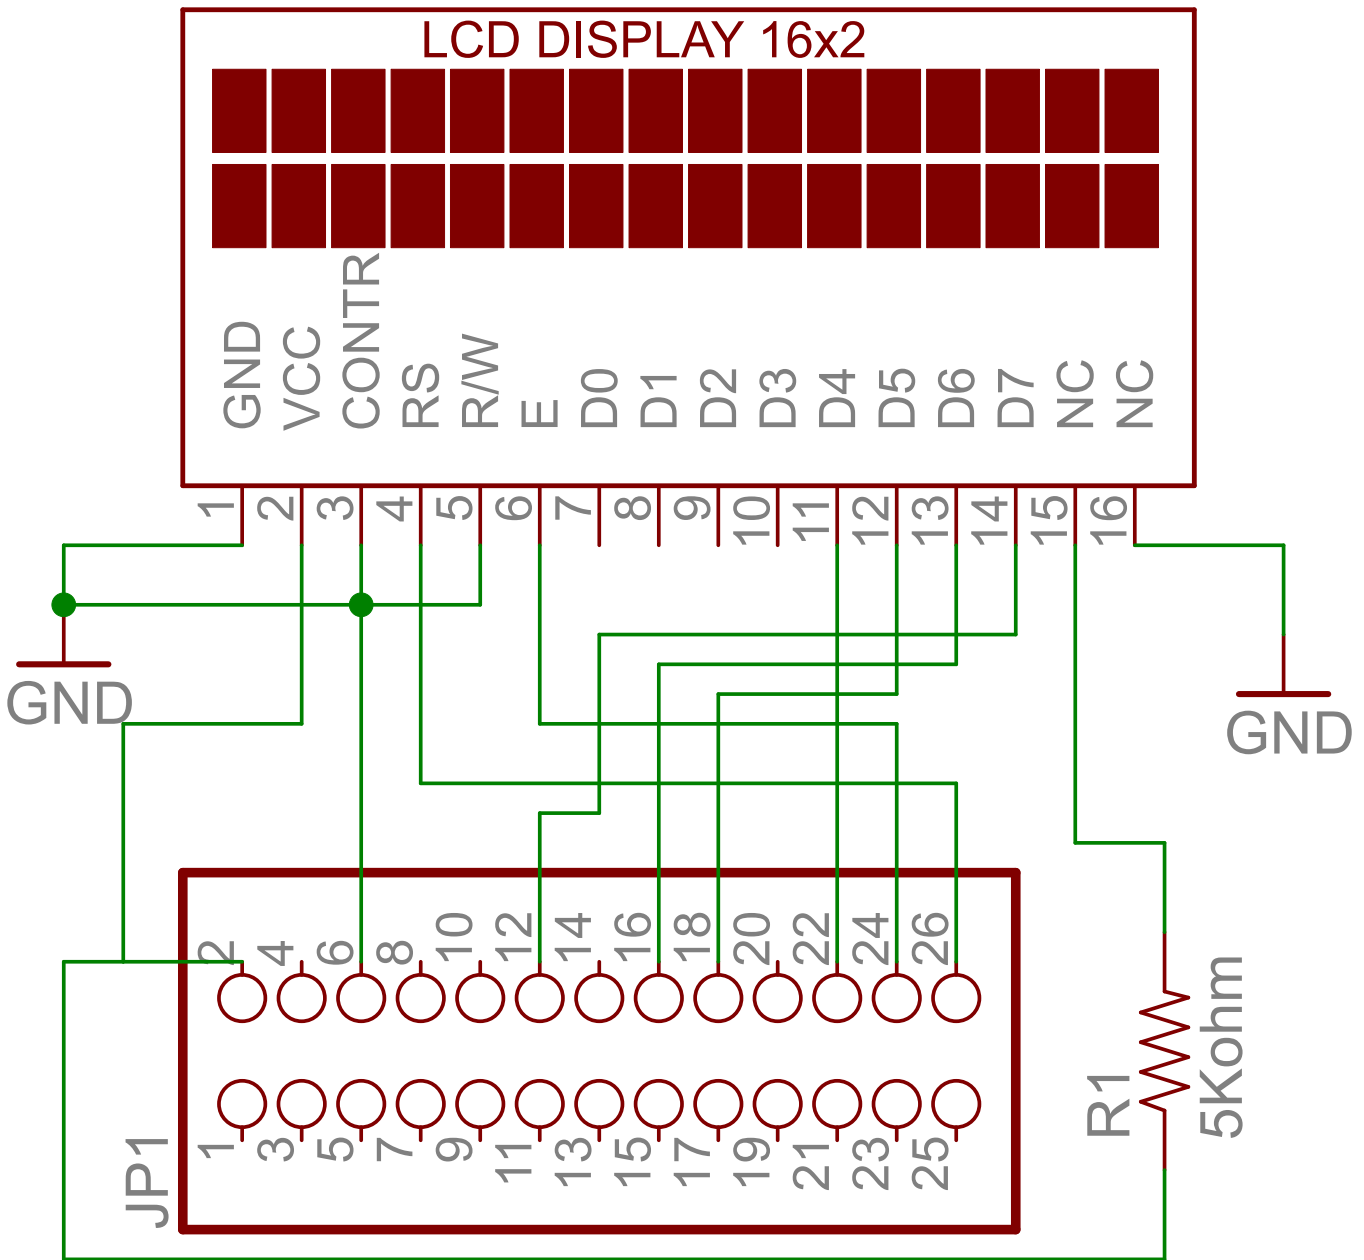 LCD DISPLAY 16x2
GND VCC CONTR RS R/W E D0 D1 D2 D3 D4 D5 D6 D7 NC NC
1 2 3 4 5 6 7 8 9 10 11 12 13 14 15 16
GND
GND
2 4 6 8 10 12 14 16 18 20 22 24 26
1 3 5 7 9 11 13 15 17 19 21 23 25
JP1
R1
5Kohm